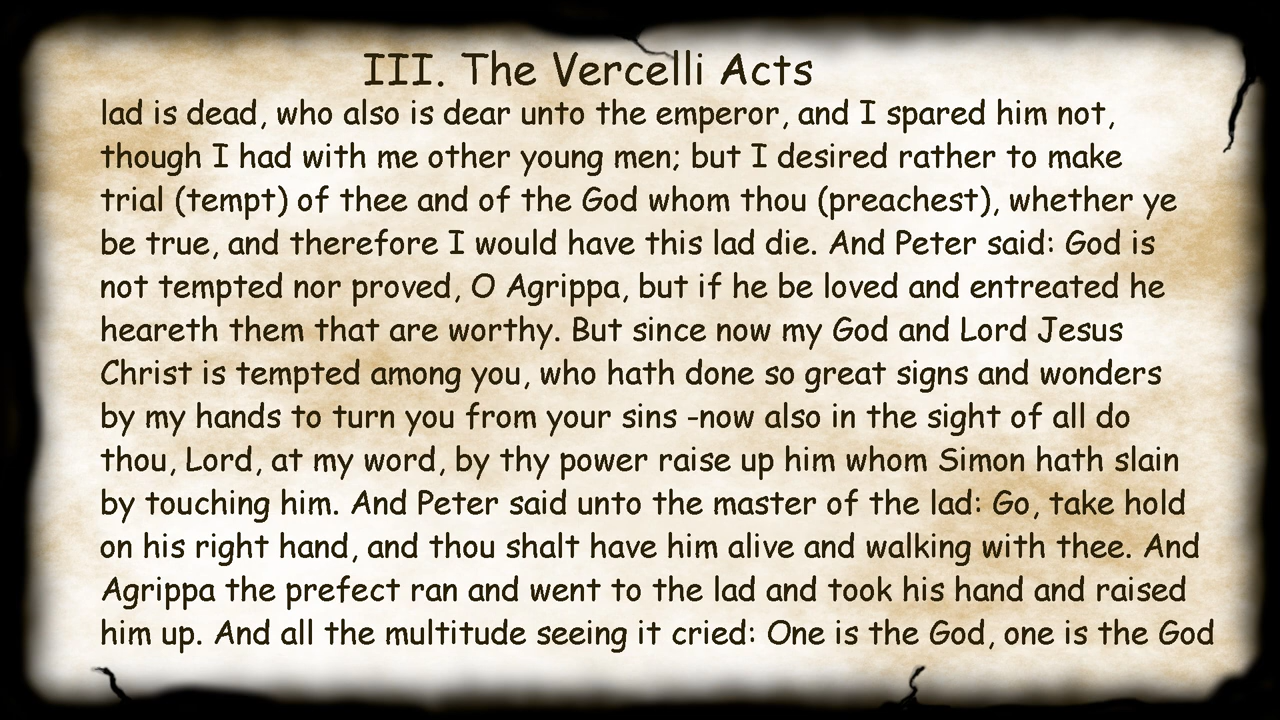 III. The Vercelli Acts
lad is dead, who also is dear unto the emperor, and I spared him not,
though I had with me other young men; but I desired rather to make
trial (tempt) of thee and of the God whom thou (preachest), whether ye
be true, and therefore I would have this lad die. And Peter said: God is
not tempted nor proved, O Agrippa, but if he be loved and entreated he
heareth them that are worthy. But since now my God and Lord Jesus
Christ is tempted among you, who hath done so great signs and wonders
by my hands to turn you from your sins -now also in the sight of all do
thou, Lord, at my word, by thy power raise up him whom Simon hath slain
by touching him. And Peter said unto the master of the lad: Go, take hold
on his right hand, and thou shalt have him alive and walking with thee. And
Agrippa the prefect ran and went to the lad and took his hand and raised
him up. And all the multitude seeing it cried: One is the God, one is the God